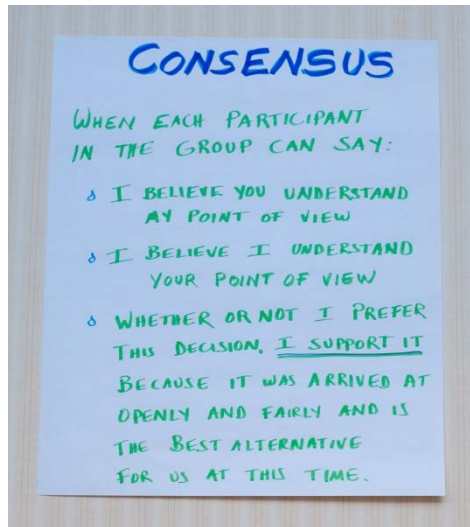 CONSENSUS
WHEN EACH PARTICIPANT
IN THE GROUP CAN SAY:
I BELIEVE YOU UNDERSTAND
MY POINT OF VIEW
I BELIEVE I UNDERSTAND
YOUR POINT OF VIEW
WHETHER OR NOT I PREFER
THIS DECISION, I SUPPORT IT
BECAUSE IT WAS ARRIVED AT
OPENLY AND FAIRLY AND IS
THE BEST ALTERNATIVE
FOR US AT THIS TIME.